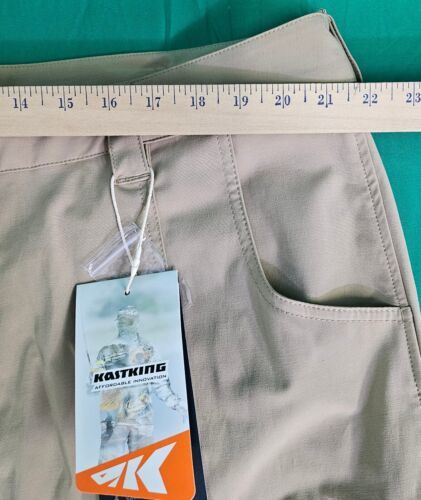 14 15 16 17 18 19 20 21 22 23
KASTKING
AFFORDABLE INNOVATION